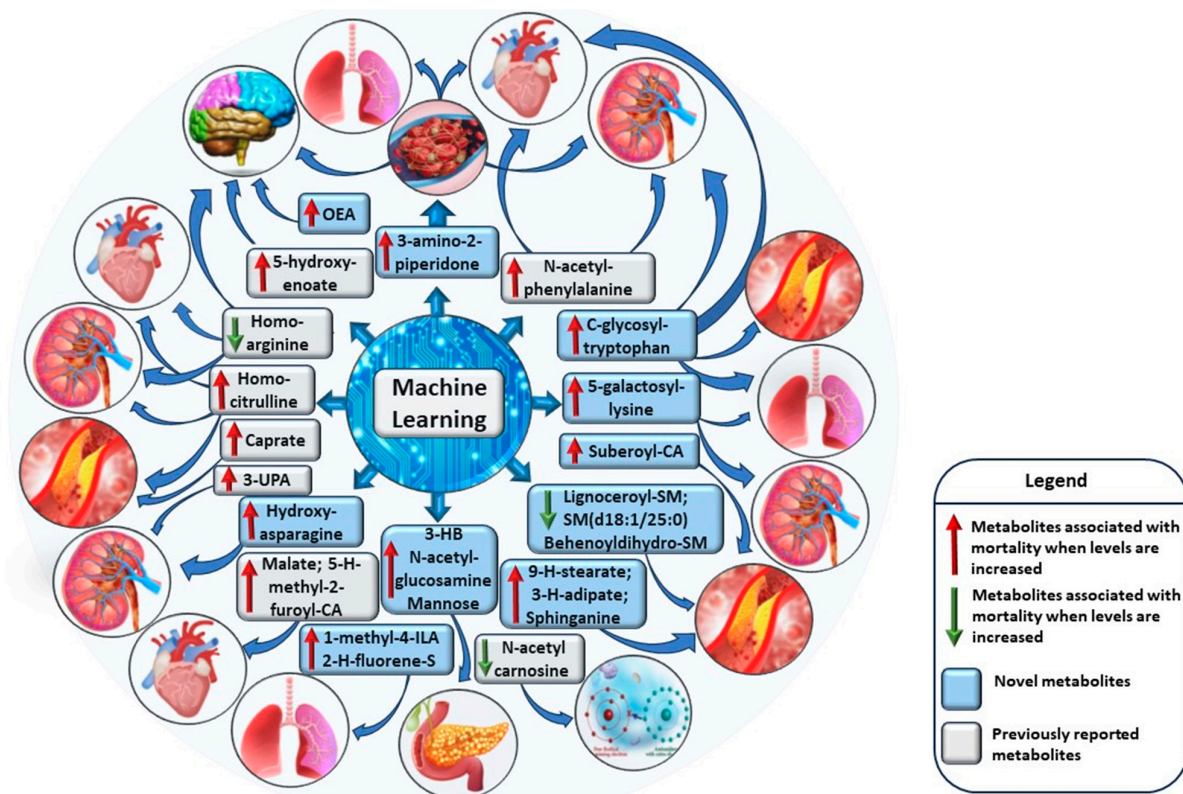 OEA
3-amino-2-
piperidone
5-hydroxy-
enoate
N-acetyl-
phenylalanine
Homo-
arginine
C-glycosyl-
tryptophan
Machine
Learning
Homo-
citrulline
5-galactosyl-
lysine
Caprate
Suberoyl-CA
3-UPA
Lignoceroyl-SM;
SM(d18:1/25:0)
Behenoyldihydro-SM
Hydroxy-
asparagine
3-HB
N-acetyl-
glucosamine
Mannose
Malate; 5-H-
methyl-2-
furoyl-CA
9-H-stearate;
3-H-adipate;
Sphinganine
1-methyl-4-ILA
2-H-fluorene-S
N-acetyl
carnosine
Legend
Metabolites associated with
mortality when levels are
increased
Metabolites associated with
mortality when levels are
increased
Novel metabolites
Previously reported
metabolites